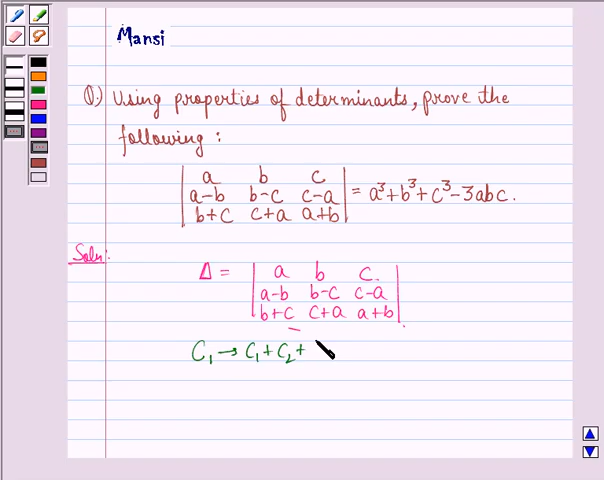 Mansi
Q.) Using properties of determinants, prove the
following :
| a b c |
| a-b b-c c-a | = a³+b³+c³-3abc.
| b+c c+a a+b |
Soln:
Δ = | a b c. |
| a-b b-c c-a |
| b+c c+a a+b | .
C₁ → C₁ + C₂ +